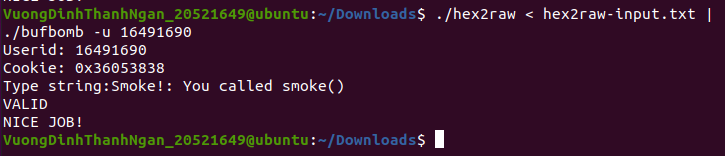 VuongDinhThanhNgan_20521649@ubuntu:~/Downloads$ ./hex2raw < hex2raw-input.txt |
./bufbomb -u 16491690
Userid: 16491690
Cookie: 0x36053838
Type string:Smoke!: You called smoke()
VALID
NICE JOB!
VuongDinhThanhNgan_20521649@ubuntu:~/Downloads$